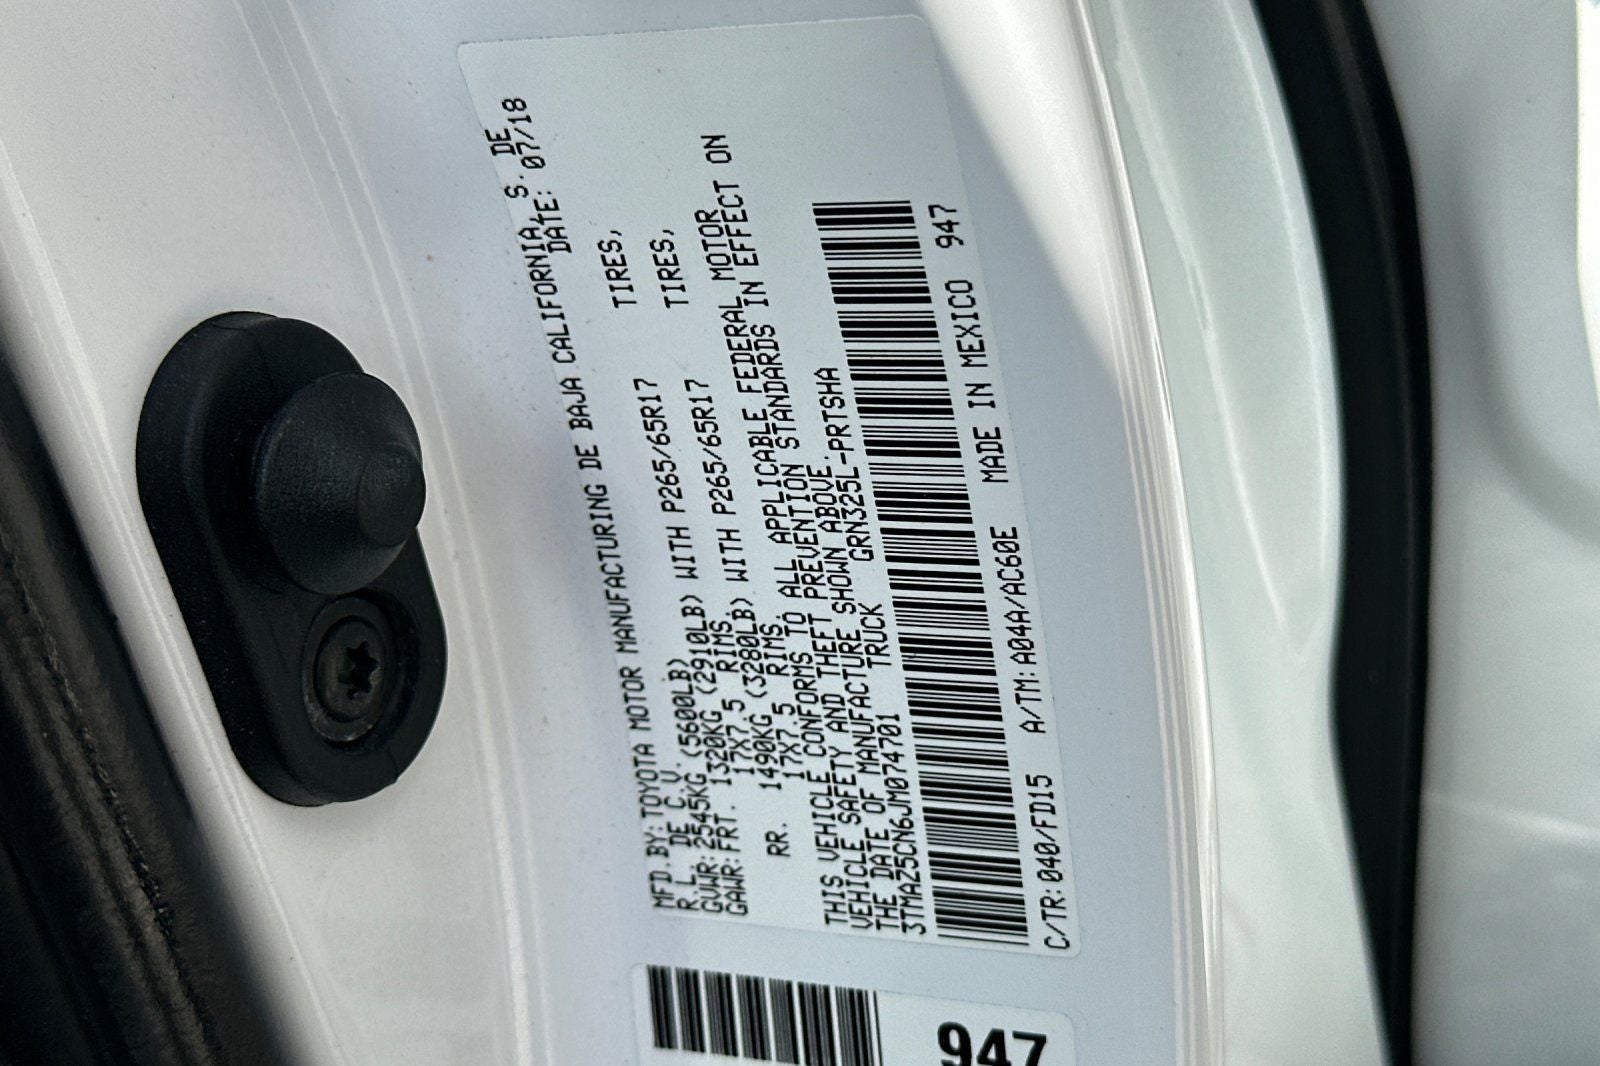 MFD.BY:TOYOTA MOTOR MANUFACTURING DE BAJA CALIFORNIA, S. DE
R.L. DE C.V. DATE: 07/18
GVWR:2545KG (5600LB)
GAWR:FRT. 1320KG (2910LB) WITH P265/65R17 TIRES,
17X7.5 RIMS.
RR. 1490KG (3280LB) WITH P265/65R17 TIRES,
17X7.5 RIMS.
THIS VEHICLE CONFORMS TO ALL APPLICABLE FEDERAL MOTOR
VEHICLE SAFETY AND THEFT PREVENTION STANDARDS IN EFFECT ON
THE DATE OF MANUFACTURE SHOWN ABOVE.
3TMAZ5CN6JM074701 TRUCK GRN325L-PRTSHA
C/TR:040/FD15 A/TM:A04A/AC60E MADE IN MEXICO 947
947